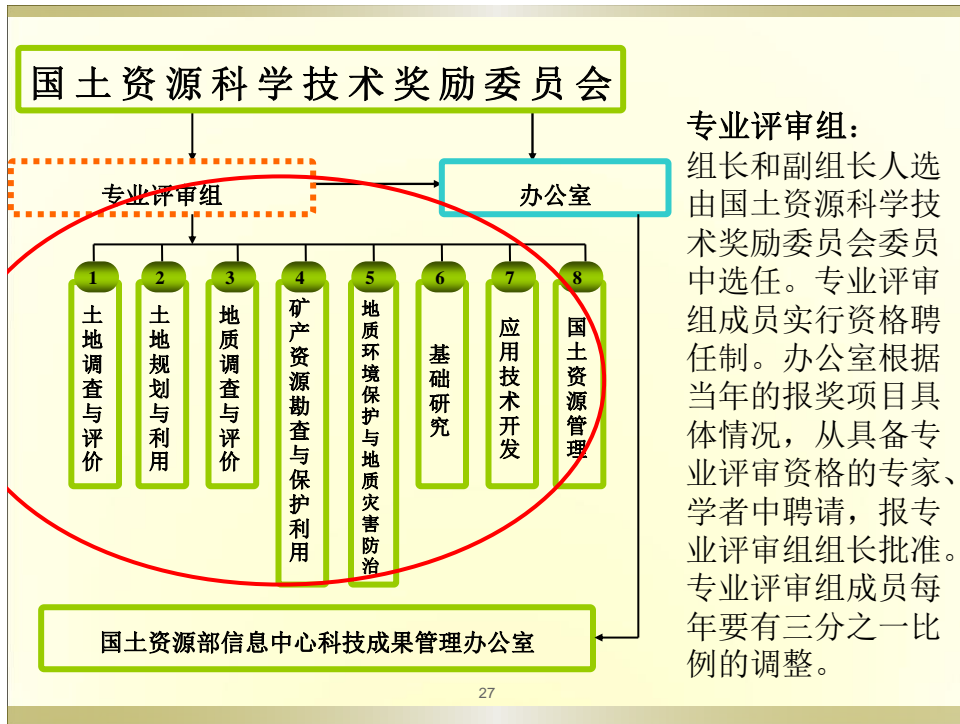 国土资源科学技术奖励委员会
专业评审组
办公室
1
土地调查与评价
2
土地规划与利用
3
地质调查与评价
4
矿产资源勘查与保护利用
5
地质环境保护与地质灾害防治
6
基础研究
7
应用技术开发
8
国土资源管理
国土资源部信息中心科技成果管理办公室
专业评审组：
组长和副组长人选
由国土资源科学技
术奖励委员会委员
中选任。专业评审
组成员实行资格聘
任制。办公室根据
当年的报奖项目具
体情况，从具备专
业评审资格的专家、
学者中聘请，报专
业评审组组长批准。
专业评审组成员每
年要有三分之一比
例的调整。
27